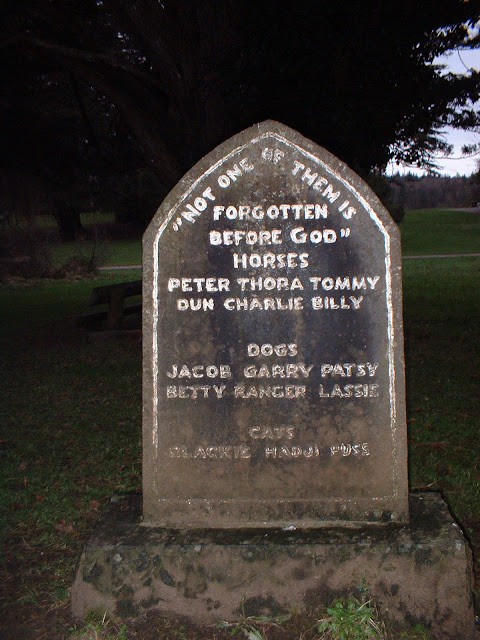 "NOT ONE OF THEM IS
FORGOTTEN
BEFORE GOD"
HORSES
PETER THORA TOMMY
DUN CHARLIE BILLY
DOGS
JACOB GARRY PATSY
BETTY RANGER LASSIE
CATS
BLACKIE HADJI PUSS